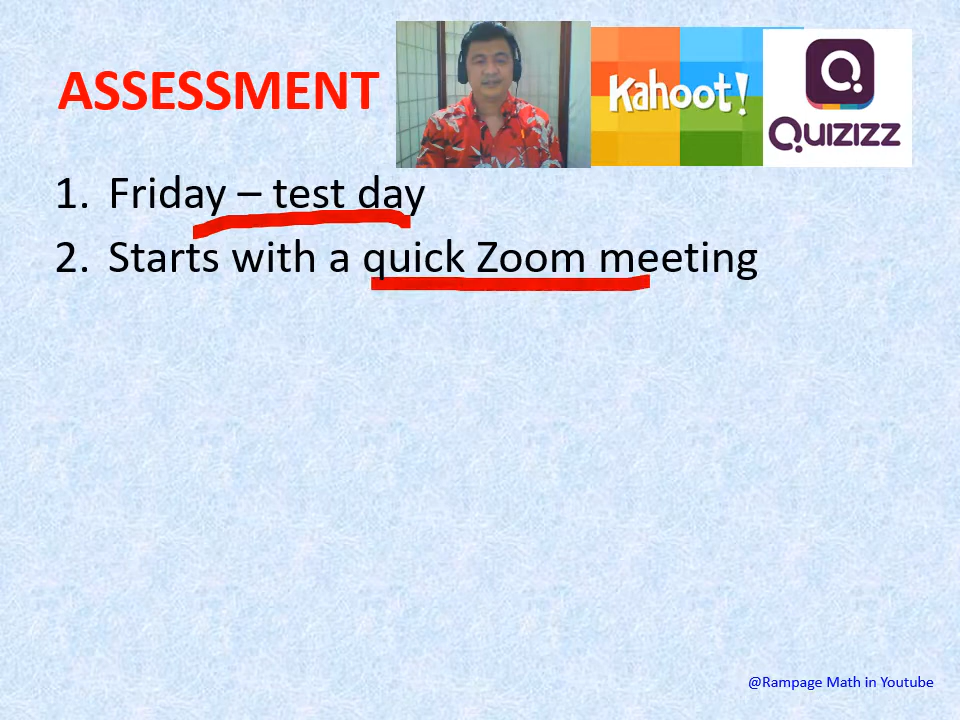 ASSESSMENT
Kahoot!
Q.
QUIZIZZ
1. Friday – test day
2. Starts with a quick Zoom meeting
@Rampage Math in Youtube